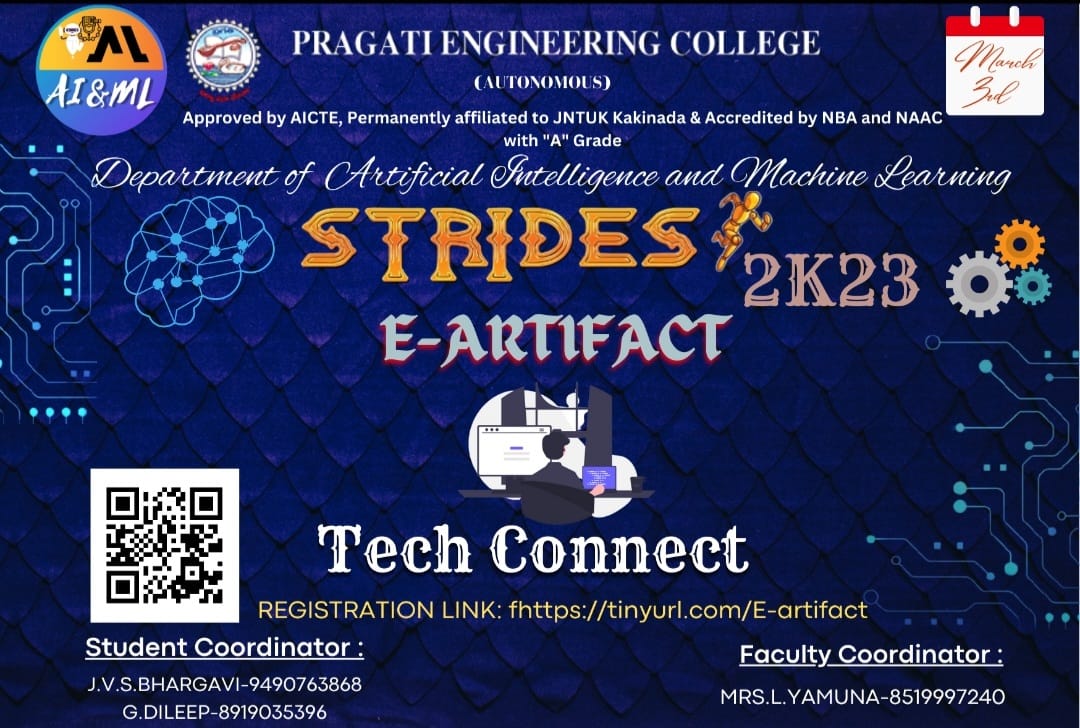 AI&ML
PRAGATI ENGINEERING COLLEGE
(AUTONOMOUS)
March
3rd
Approved by AICTE, Permanently affiliated to JNTUK Kakinada & Accredited by NBA and NAAC
with "A" Grade
Department of Artificial Intelligence and Machine Learning
STRIDES
2K23
E-ARTIFACT
Tech Connect
REGISTRATION LINK: fhttps://tinyurl.com/E-artifact
Student Coordinator :
J.V.S.BHARGAVI-9490763868
G.DILEEP-8919035396
Faculty Coordinator :
MRS.L.YAMUNA-8519997240